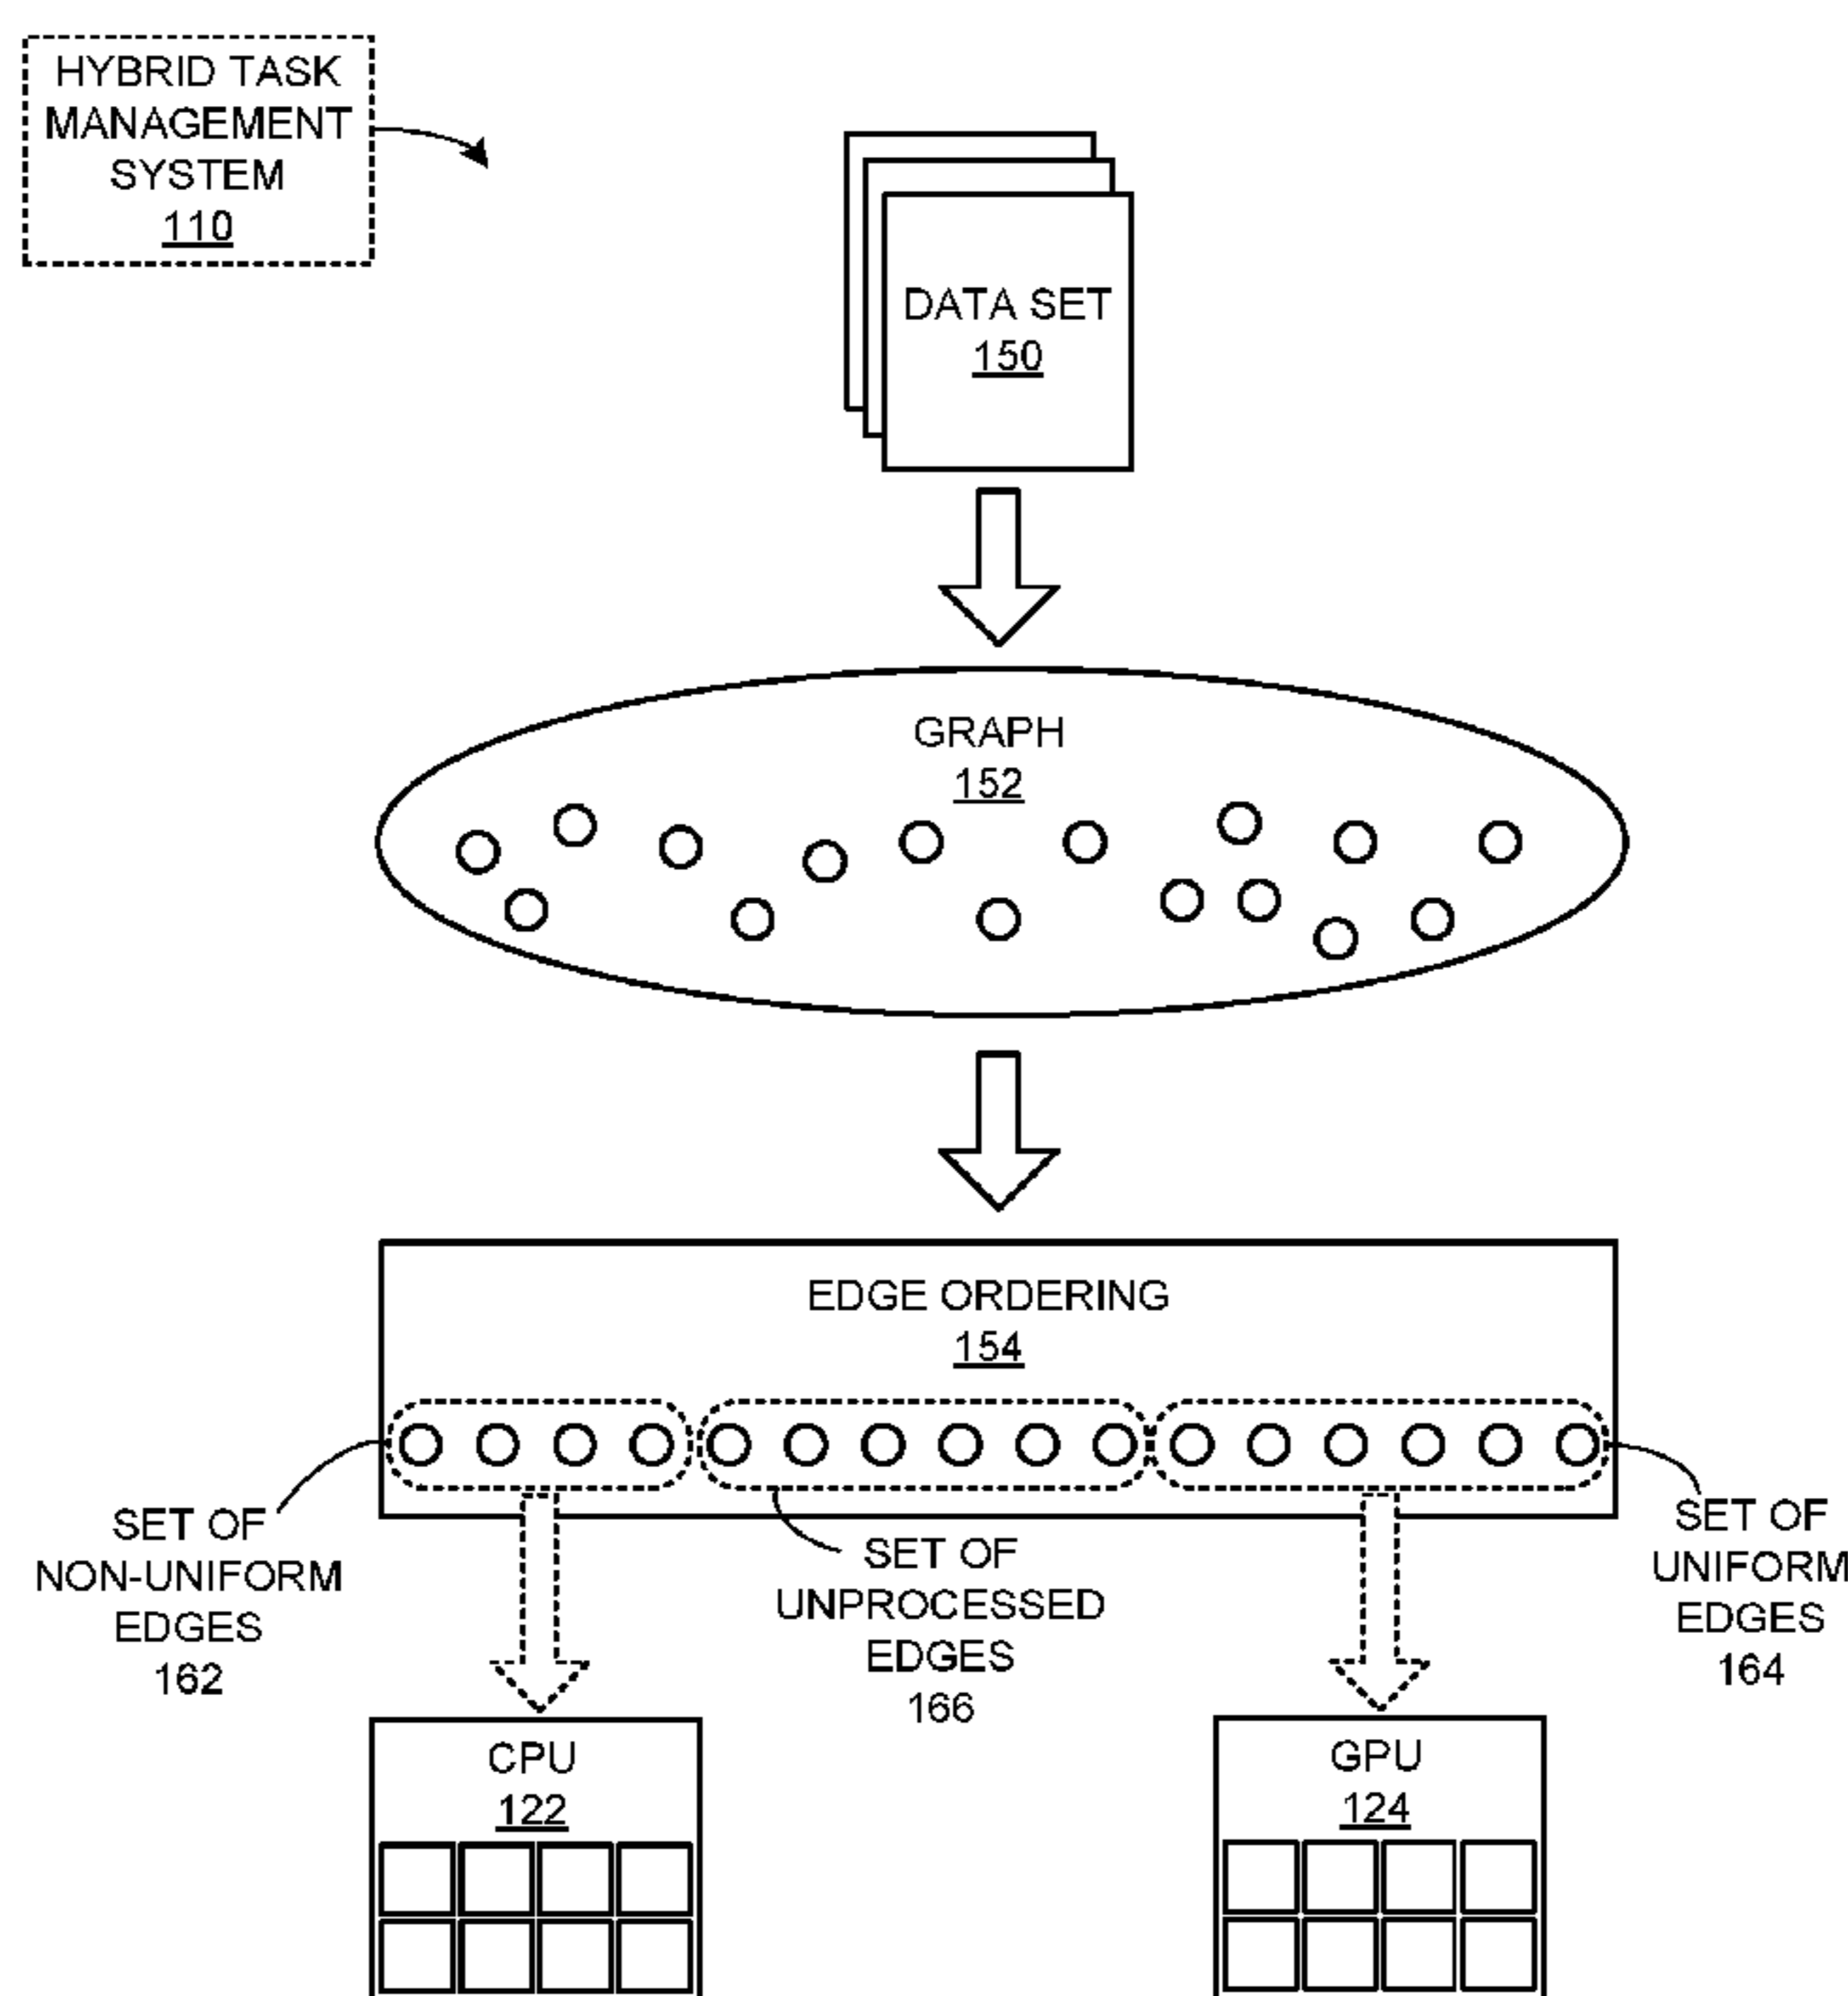 HYBRID TASK
MANAGEMENT
SYSTEM
110
DATA SET
150
GRAPH
152
EDGE ORDERING
154
SET OF
NON-UNIFORM
EDGES
162
SET OF
UNPROCESSED
EDGES
166
SET OF
UNIFORM
EDGES
164
CPU
122
GPU
124